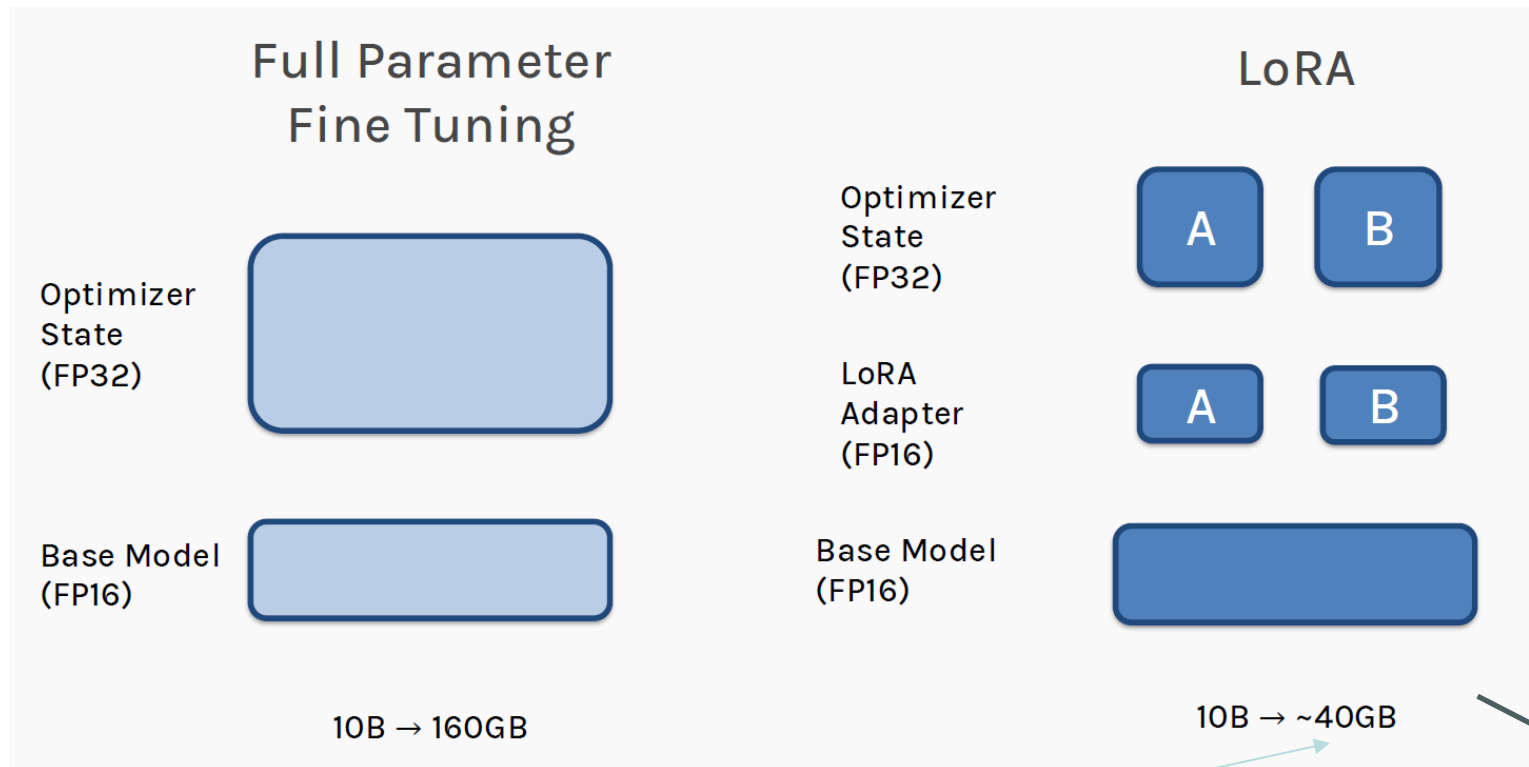 Full Parameter
Fine Tuning
Optimizer
State
(FP32)
Base Model
(FP16)
10B → 160GB
LoRA
Optimizer
State
(FP32)
A
B
LoRA
Adapter
(FP16)
A
B
Base Model
(FP16)
10B → ~40GB